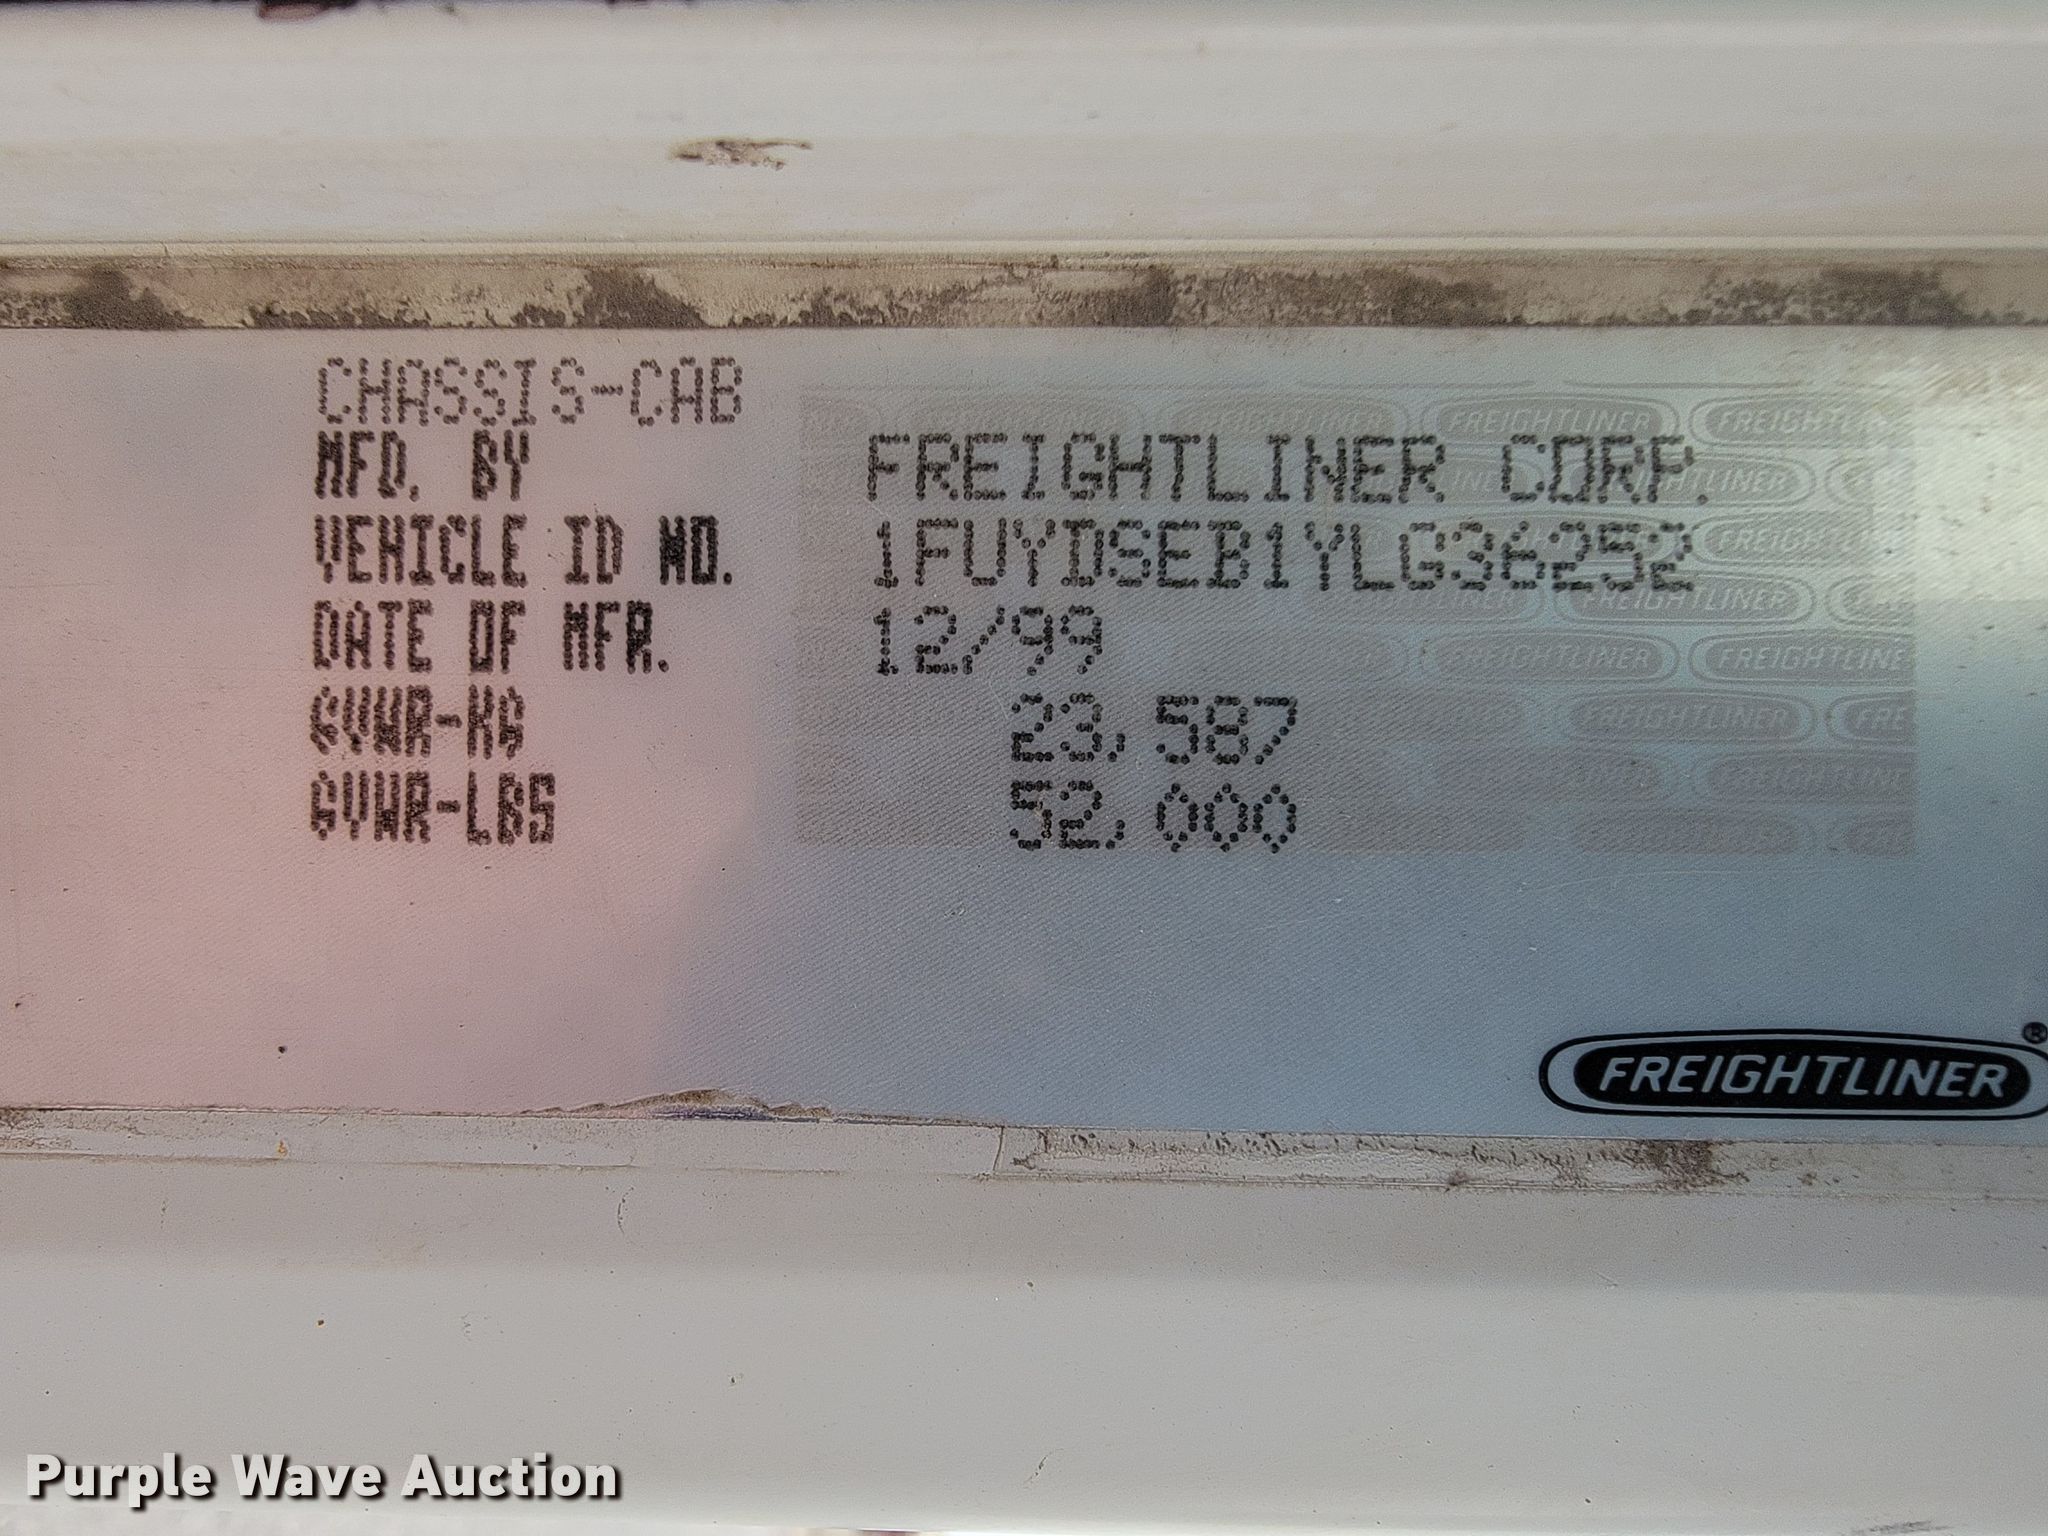 CHASSIS-CAB
MFD. BY FREIGHTLINER CORP.
VEHICLE ID NO. 1FUYDSEB1YLG36252
DATE OF MFR. 12/99
GVWR-KG 23,587
GVWR-LBS 52,000
FREIGHTLINER®
Purple Wave Auction